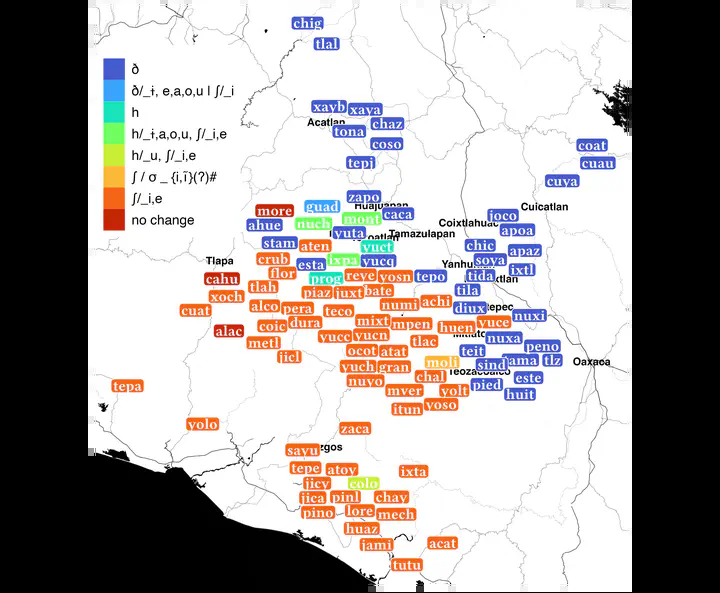 chig
tlal
ð
ð/_ɨ, e,a,o,u | ʃ/_i
h
h/_ɨ,a,o,u, ʃ/_i,e
h/_u, ʃ/_i,e
ʃ / σ _ {i,ĩ}(ʔ)#
ʃ/_i,e
no change
xayb xaya
Acatlan chaz
tona
coso
tepj
coat
cuau
cuya
zapo
more guad Huajuapan
caca joco Cuicatlan
ahue nuch mont Coixtlahuac apoa
yuta Tamazulapan
stam aten yuct chic apaz
Tlapa crub esta ixpa yucq soya ixtl
cahu flor prog reve yosn tepo tida
xoch tlah piaz juxt bate tila
cuat alco pera teco numi achi diux nuxi
alac coic dura mixt mpen huen yuce
metl yucc yucn tlac nuxa peno
jicl ocot atat teit tlz Oaxaca
yuch gran moli sind
tepa nuyo chal Teozacoalco este
mver yolt pied huit
itun voso
yolo zaca
sayu
tepe atoy ixta
jicy colo
jica pinl chay
pino lore mech
huaz
jami acat
tutu